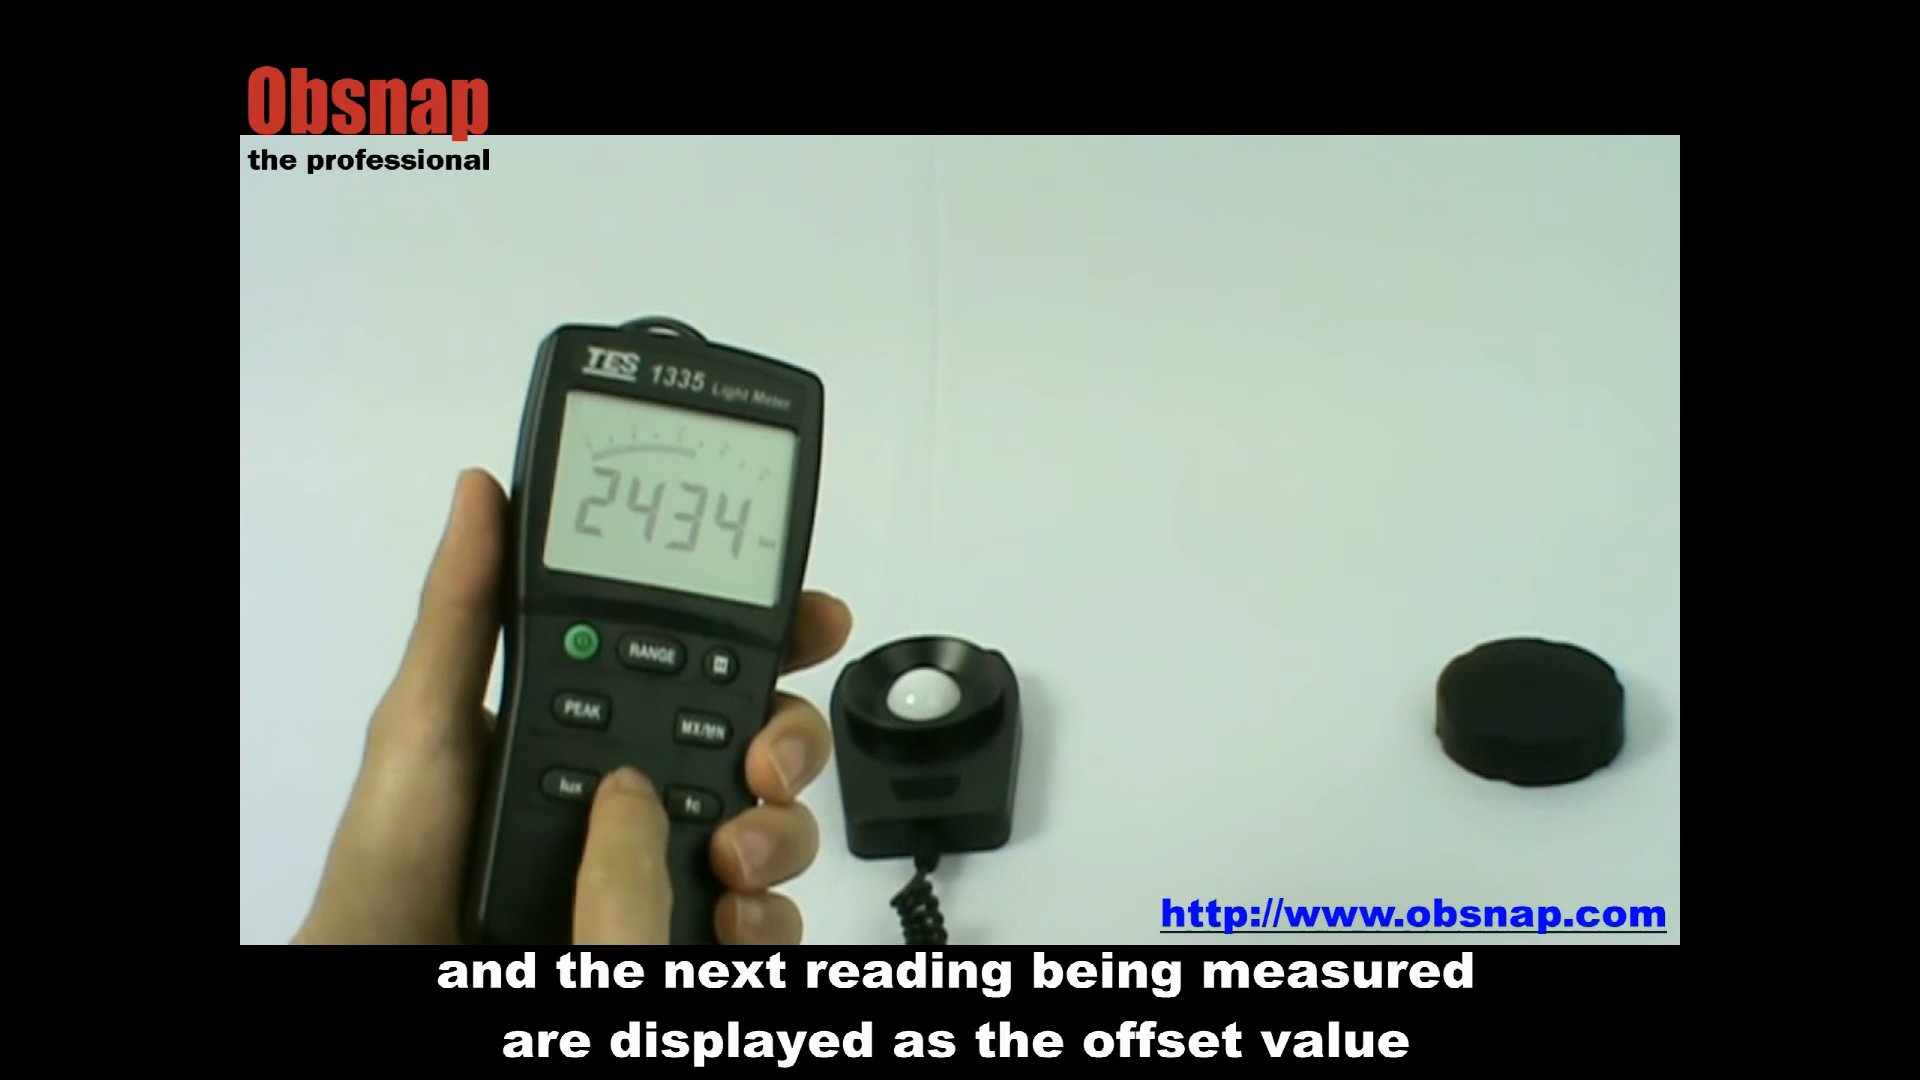 Obsnap
the professional
TES 1335 Light Meter
2434
lux
RANGE H
PEAK
MX/MN
lux
fc
http://www.obsnap.com
and the next reading being measured
are displayed as the offset value